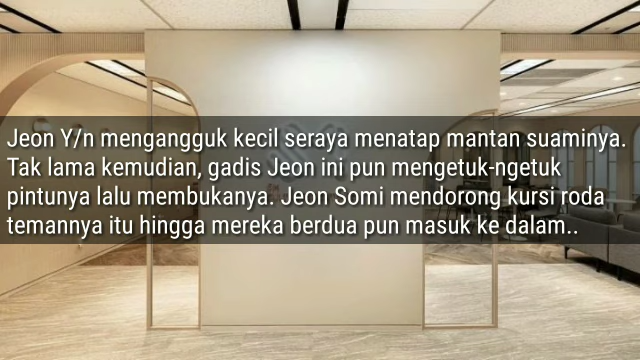 Jeon Y/n mengangguk kecil seraya menatap mantan suaminya.
Tak lama kemudian, gadis Jeon ini pun mengetuk-ngetuk
pintunya lalu membukanya. Jeon Somi mendorong kursi roda
temannya itu hingga mereka berdua pun masuk ke dalam..